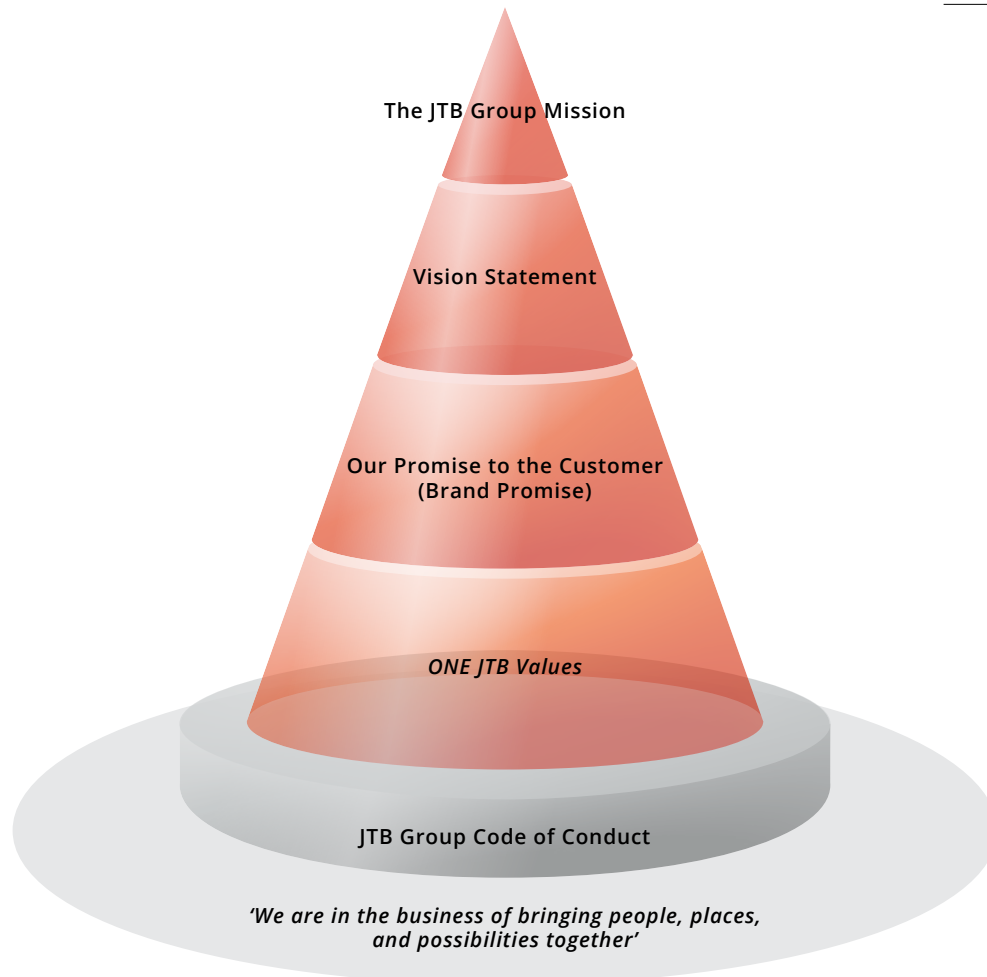 The JTB Group Mission
Vision Statement
Our Promise to the Customer
(Brand Promise)
ONE JTB Values
JTB Group Code of Conduct
‘We are in the business of bringing people, places,
and possibilities together’